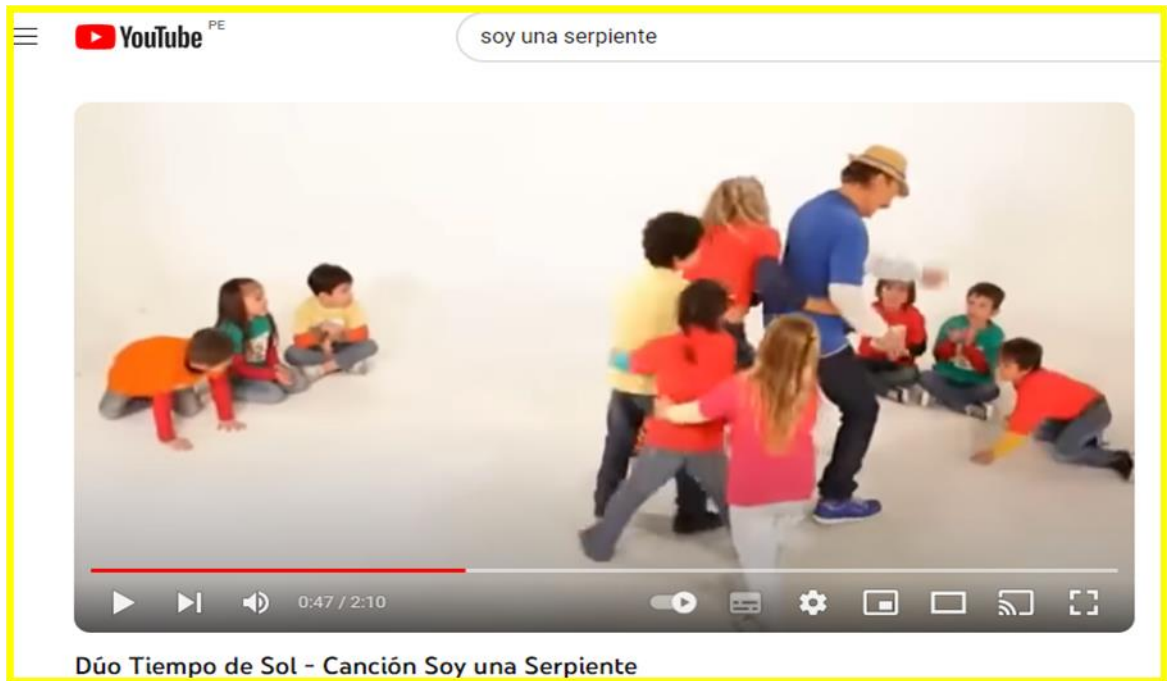 YouTube PE
soy una serpiente
0:47 / 2:10
Dúo Tiempo de Sol - Canción Soy una Serpiente